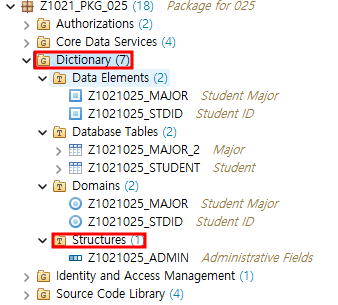 Z1021_PKG_025 (18) Package for 025
Authorizations (2)
Core Data Services (4)
Dictionary (7)
Data Elements (2)
Z1021025_MAJOR Student Major
Z1021025_STDID Student ID
Database Tables (2)
Z1021025_MAJOR_2 Major
Z1021025_STUDENT Student
Domains (2)
Z1021025_MAJOR Student Major
Z1021025_STDID Student ID
Structures (1)
Z1021025_ADMIN Administrative Fields
Identity and Access Management (1)
Source Code Library (4)